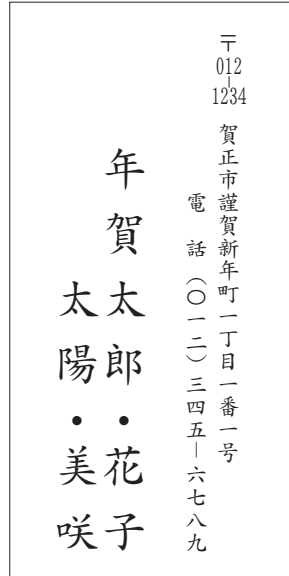 〒012-1234
賀正市謹賀新年町一丁目一番一号
電話(〇一二)三四五―六七八九
年賀太郎・花子
太陽・美咲